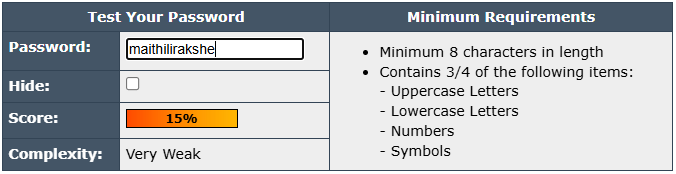 Test Your Password
Minimum Requirements
Password: maithilirakshe
Hide:
Score: 15%
Complexity: Very Weak
Minimum 8 characters in length
Contains 3/4 of the following items:
- Uppercase Letters
- Lowercase Letters
- Numbers
- Symbols